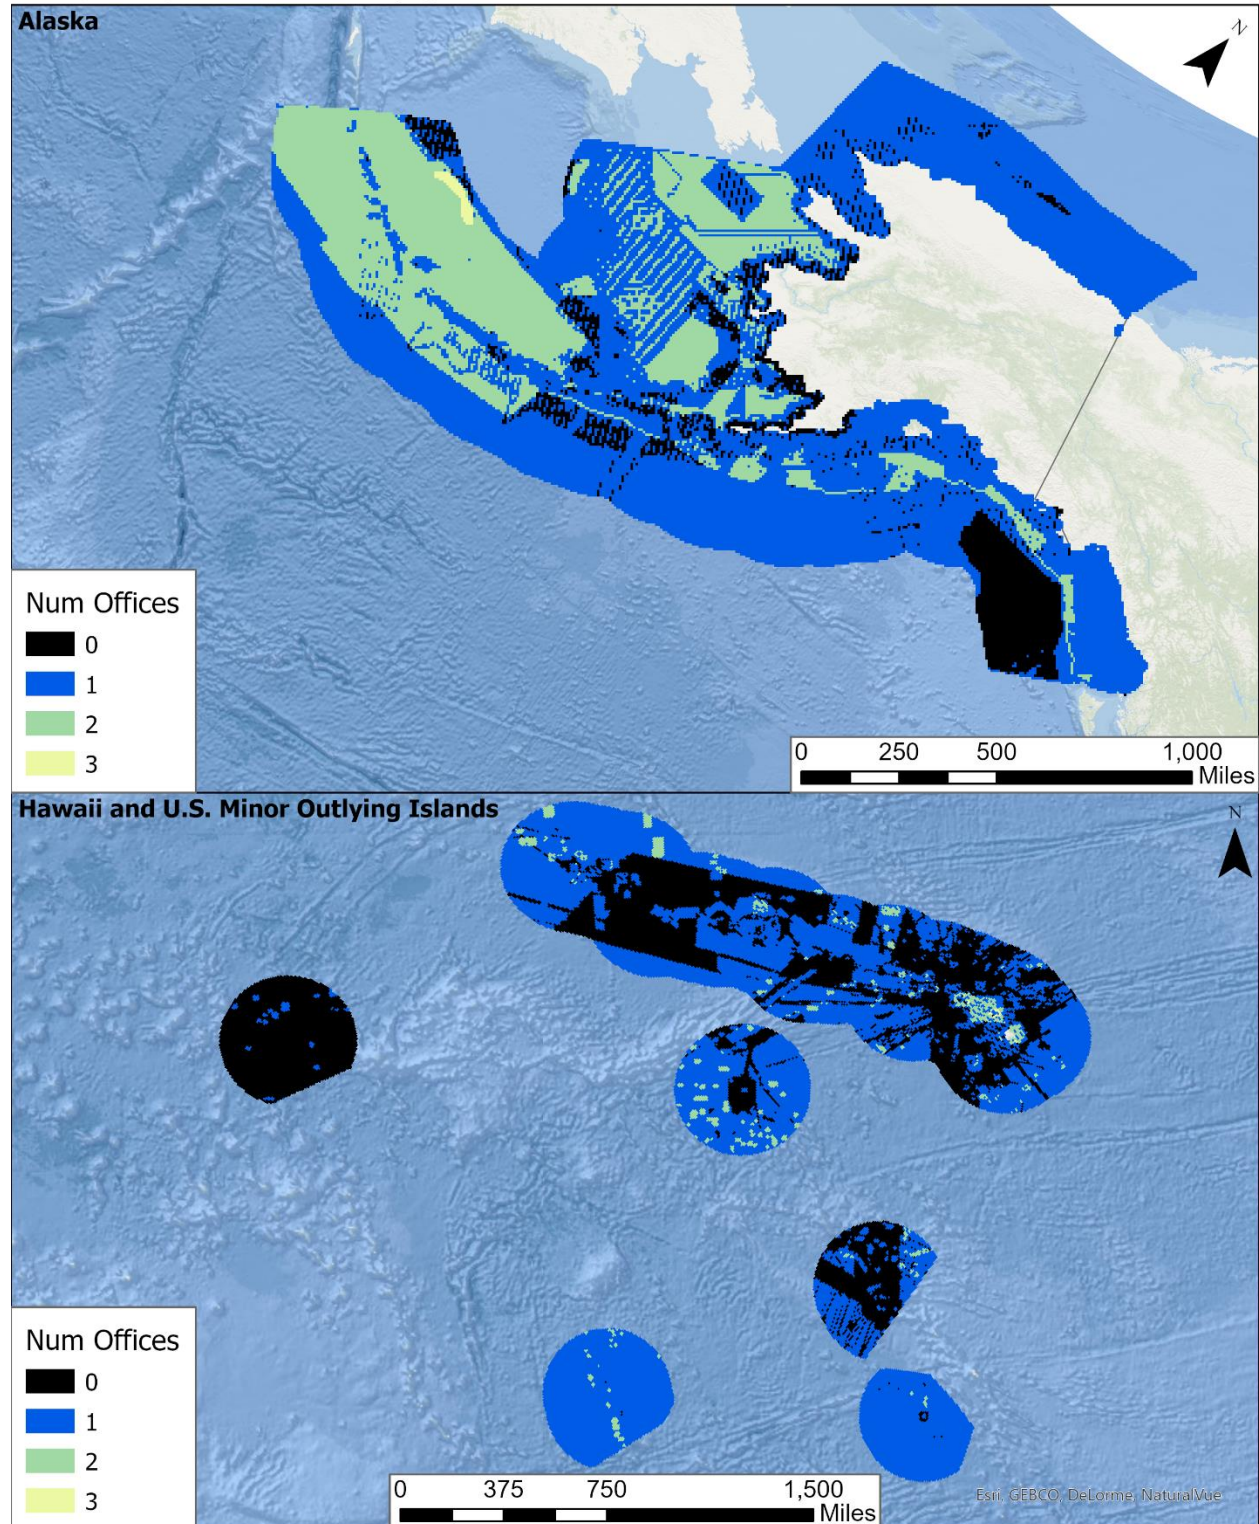 Alaska
N
Num Offices
0
1
2
3
0 250 500 1,000
Miles
Hawaii and U.S. Minor Outlying Islands
N
Num Offices
0
1
2
3
0 375 750 1,500
Miles
Esri, GEBCO, DeLorme, NaturalVue